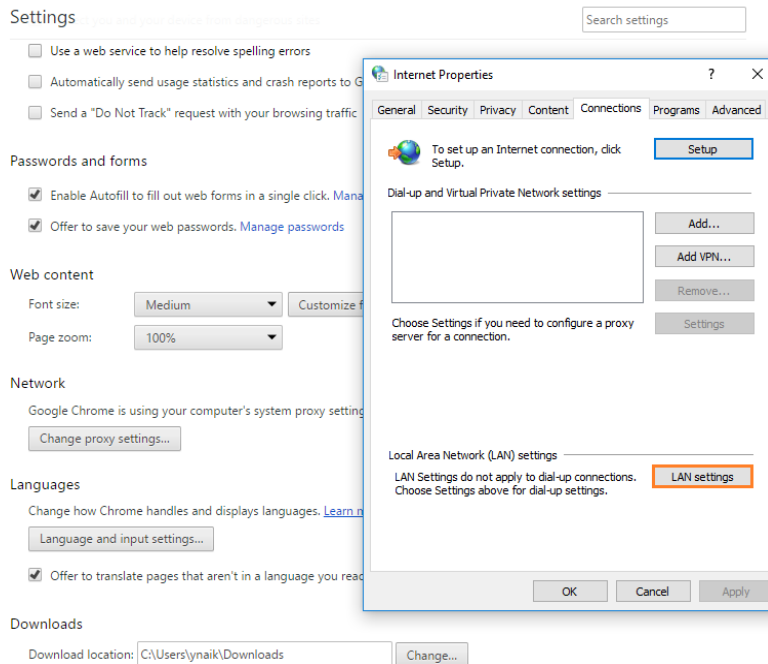 Settings
Search settings
Use a web service to help resolve spelling errors
Automatically send usage statistics and crash reports to G
Send a "Do Not Track" request with your browsing traffic
Passwords and forms
Enable Autofill to fill out web forms in a single click. Mana
Offer to save your web passwords. Manage passwords
Web content
Font size:
Medium
Customize f
Page zoom:
100%
Network
Google Chrome is using your computer's system proxy setting
Change proxy settings...
Languages
Change how Chrome handles and displays languages. Learn m
Language and input settings...
Offer to translate pages that aren't in a language you read
Downloads
Download location:
C:\Users\ynaik\Downloads
Change...
Internet Properties
?
General
Security
Privacy
Content
Connections
Programs
Advanced
To set up an Internet connection, click
Setup.
Setup
Dial-up and Virtual Private Network settings
Add...
Add VPN...
Remove...
Settings
Choose Settings if you need to configure a proxy
server for a connection.
Local Area Network (LAN) settings
LAN Settings do not apply to dial-up connections.
Choose Settings above for dial-up settings.
LAN settings
OK
Cancel
Apply